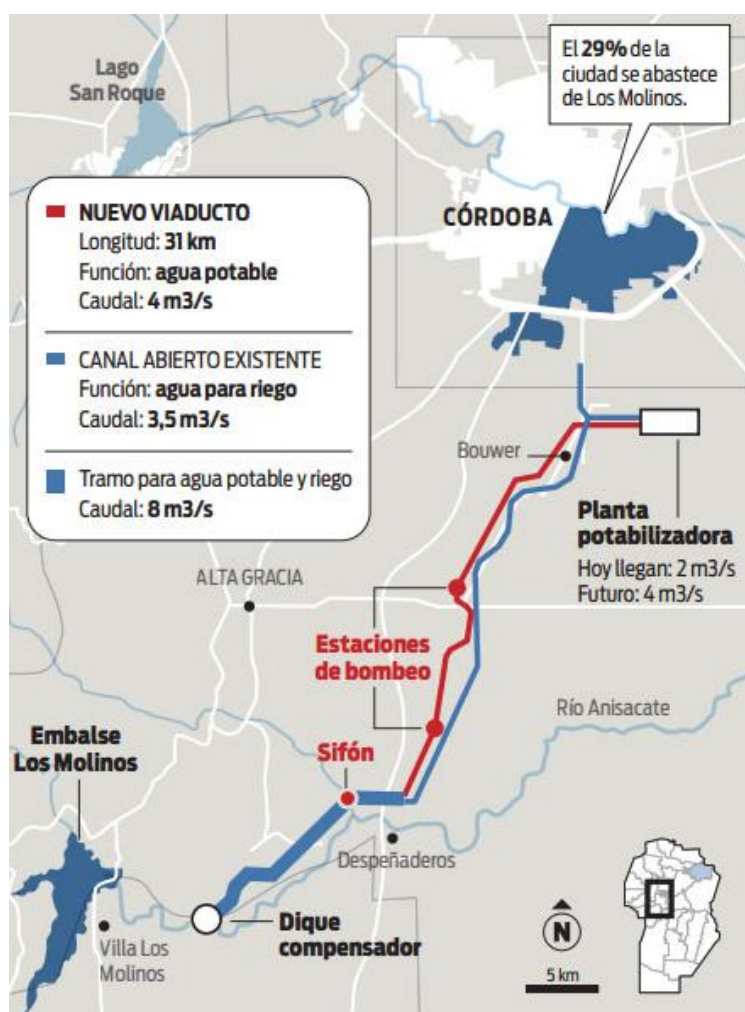 Lago
San Roque
El 29% de la
ciudad se abastece
de Los Molinos.
CÓRDOBA
NUEVO VIADUCTO
Longitud: 31 km
Función: agua potable
Caudal: 4 m3/s
CANAL ABIERTO EXISTENTE
Función: agua para riego
Caudal: 3,5 m3/s
Tramo para agua potable y riego
Caudal: 8 m3/s
Bouwer
Planta
potabilizadora
Hoy llegan: 2 m3/s
Futuro: 4 m3/s
ALTA GRACIA
Estaciones
de bombeo
Río Anisacate
Embalse
Los Molinos
Sifón
Despeñaderos
Dique
compensador
Villa Los
Molinos
N
5 km